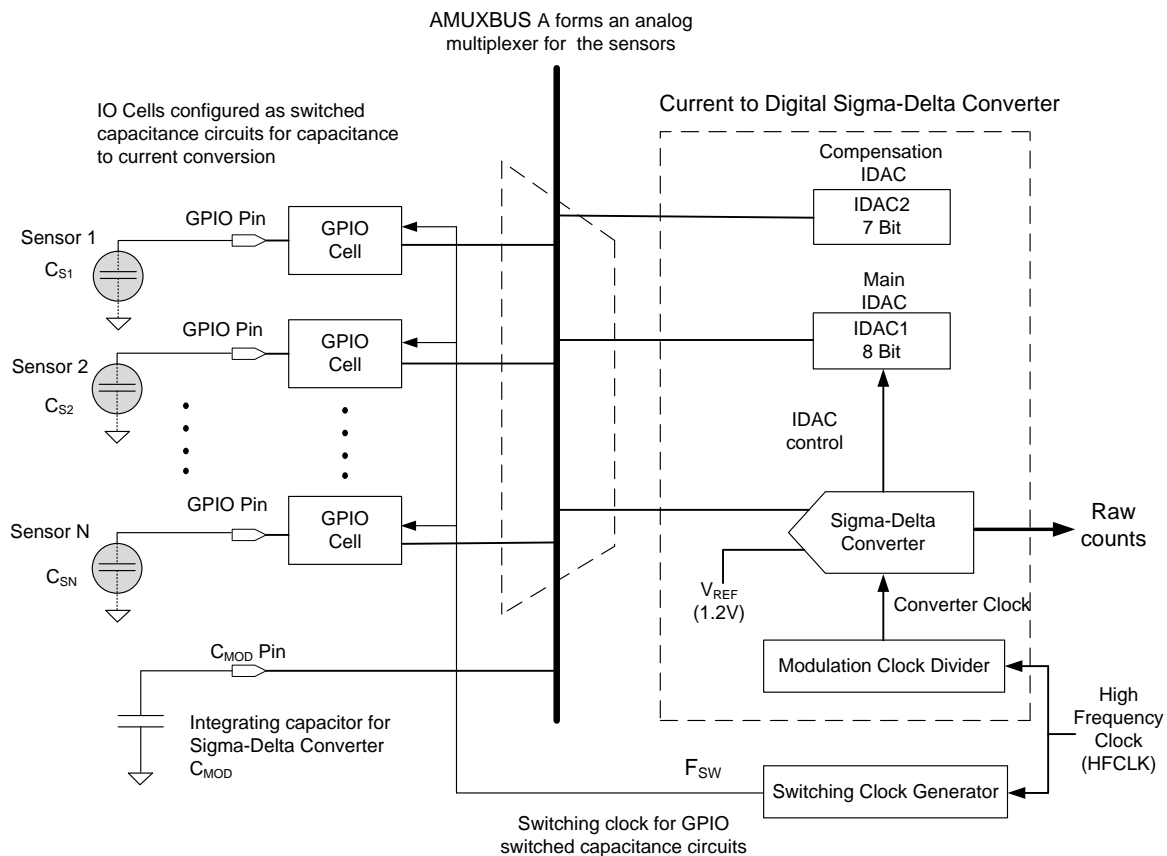 AMUXBUS A forms an analog
multiplexer for the sensors
IO Cells configured as switched
capacitance circuits for capacitance
to current conversion
Current to Digital Sigma-Delta Converter
Compensation
IDAC
IDAC2
7 Bit
GPIO Pin
GPIO
Cell
Sensor 1
CS1
Main
IDAC
IDAC1
8 Bit
GPIO Pin
GPIO
Cell
Sensor 2
CS2
IDAC
control
GPIO Pin
GPIO
Cell
Sensor N
CSN
Sigma-Delta
Converter
Raw
counts
VREF
(1.2V)
Converter Clock
CMOD Pin
Modulation Clock Divider
Integrating capacitor for
Sigma-Delta Converter
CMOD
High
Frequency
Clock
(HFCLK)
FSW
Switching Clock Generator
Switching clock for GPIO
switched capacitance circuits